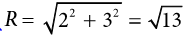 R = √(2² + 3²) = √13